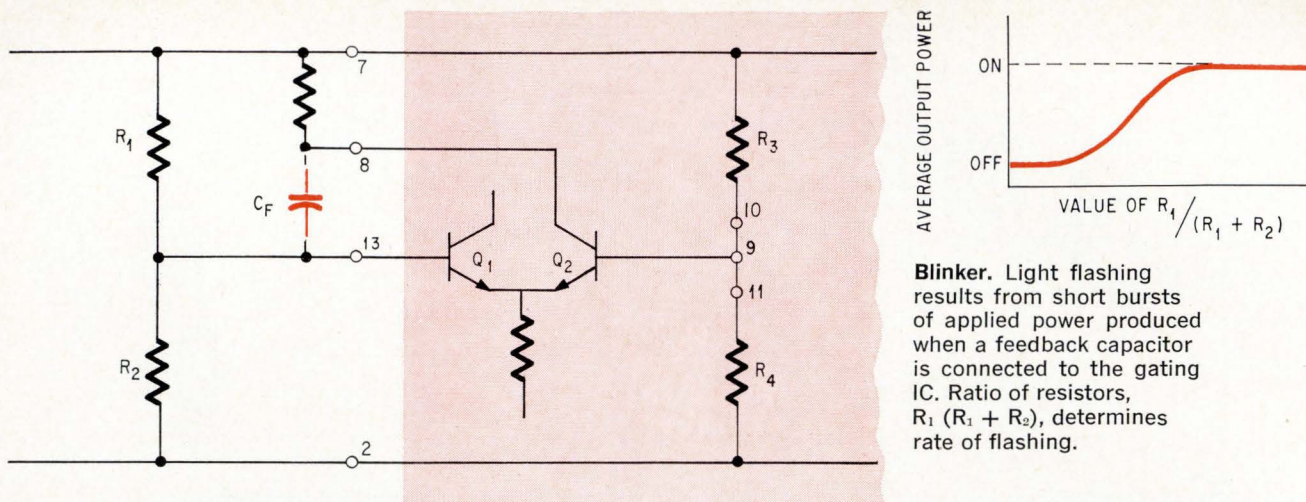 7
R₁
R₃
8
C_F
10
13
9
Q₁
Q₂
11
R₂
R₄
2
AVERAGE OUTPUT POWER
ON
OFF
VALUE OF R₁/(R₁ + R₂)
Blinker. Light flashing
results from short bursts
of applied power produced
when a feedback capacitor
is connected to the gating
IC. Ratio of resistors,
R₁ (R₁ + R₂), determines
rate of flashing.